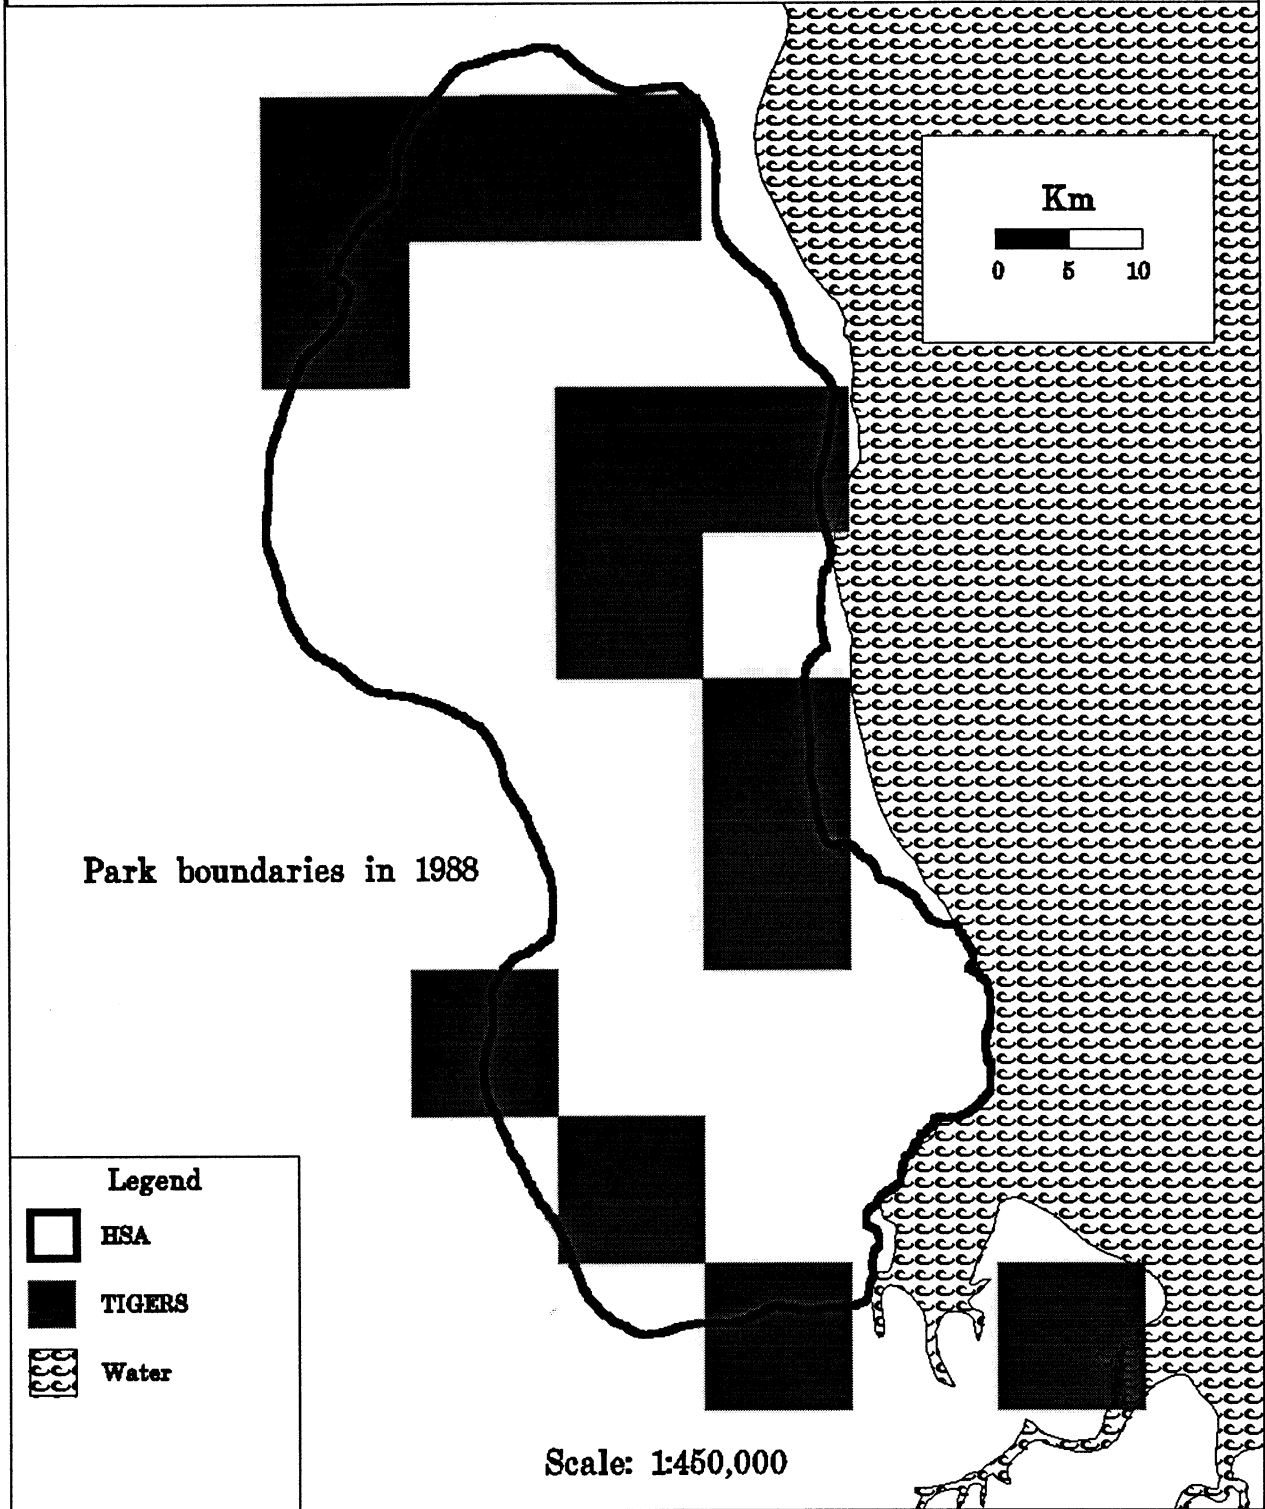 Km
0 5 10
Park boundaries in 1988
Legend
HSA
TIGERS
Water
Scale: 1:450,000